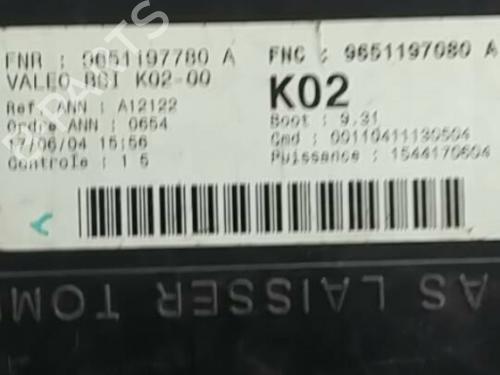 FNR : 9651197780 A
FNC : 9651197080 A
VALEO BSI K02-00
K02
Ref. ANN : A12122
Boot : 9.31
Ordre ANN : 0654
Cmd : 00110411130504
17/06/04 15:56
Puissance : 1544170604
Controle : 1 5
AS LAISSER TOM
B PARTS